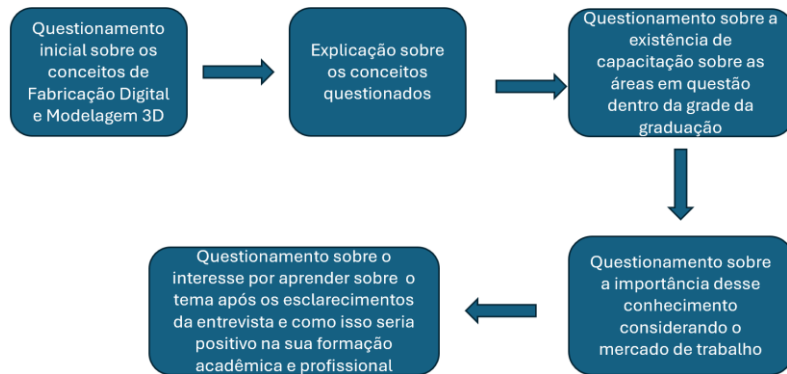 Questionamento
inicial sobre os
conceitos de
Fabricação Digital
e Modelagem 3D
Explicação sobre
os conceitos
questionados
Questionamento sobre a
existência de
capacitação sobre as
áreas em questão
dentro da grade da
graduação
Questionamento sobre
a importância desse
conhecimento
considerando o
mercado de trabalho
Questionamento sobre o
interesse por aprender sobre o
tema após os esclarecimentos
da entrevista e como isso seria
positivo na sua formação
acadêmica e profissional